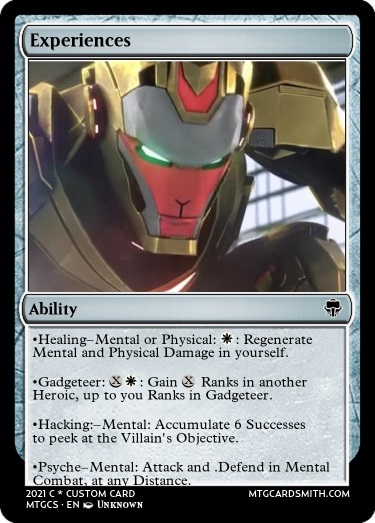 Experiences
Ability
•Healing–Mental or Physical: : Regenerate
Mental and Physical Damage in yourself.
•Gadgeteer: X : Gain X Ranks in another
Heroic, up to you Ranks in Gadgeteer.
•Hacking:–Mental: Accumulate 6 Successes
to peek at the Villain's Objective.
•Psyche–Mental: Attack and .Defend in Mental
Combat, at any Distance.
2021 C * CUSTOM CARD
MTGCS · EN UNKNOWN
MTGCARDSMITH.COM